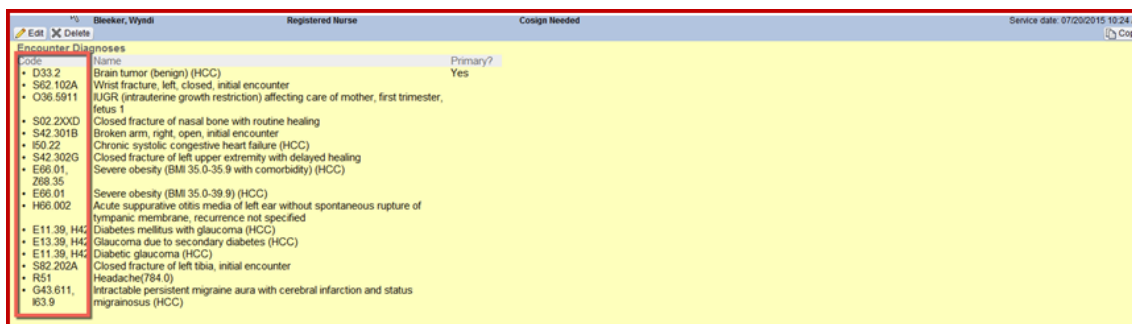 Bleeker, Wyndi Registered Nurse Cosign Needed Service date: 07/20/2015 10:24
Edit Delete Cop
Encounter Diagnoses
Code Name Primary?
• D33.2 Brain tumor (benign) (HCC) Yes
• S62.102A Wrist fracture, left, closed, initial encounter
• O36.5911 IUGR (intrauterine growth restriction) affecting care of mother, first trimester,
fetus 1
• S02.2XXD Closed fracture of nasal bone with routine healing
• S42.301B Broken arm, right, open, initial encounter
• I50.22 Chronic systolic congestive heart failure (HCC)
• S42.302G Closed fracture of left upper extremity with delayed healing
• E66.01, Severe obesity (BMI 35.0-35.9 with comorbidity) (HCC)
Z68.35
• E66.01 Severe obesity (BMI 35.0-39.9) (HCC)
• H66.002 Acute suppurative otitis media of left ear without spontaneous rupture of
tympanic membrane, recurrence not specified
• E11.39, H42 Diabetes mellitus with glaucoma (HCC)
• E13.39, H42 Glaucoma due to secondary diabetes (HCC)
• E11.39, H42 Diabetic glaucoma (HCC)
• S82.202A Closed fracture of left tibia, initial encounter
• R51 Headache(784.0)
• G43.611, Intractable persistent migraine aura with cerebral infarction and status
I63.9 migrainosus (HCC)